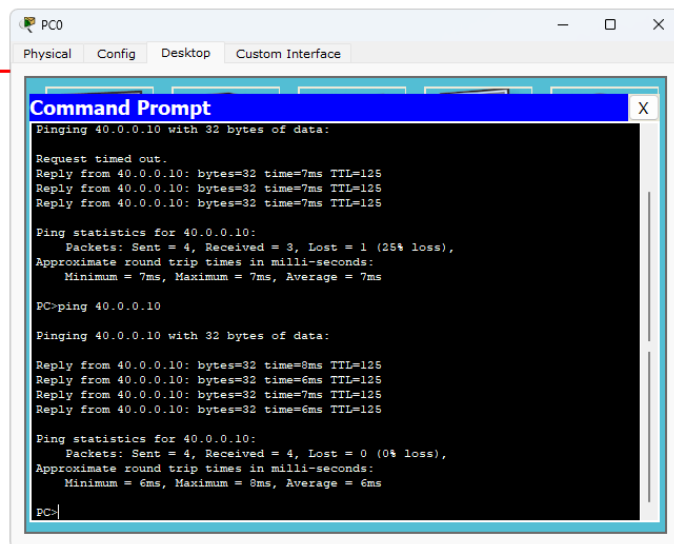 PC0
Physical Config Desktop Custom Interface
Command Prompt
X
Pinging 40.0.0.10 with 32 bytes of data:
Request timed out.
Reply from 40.0.0.10: bytes=32 time=7ms TTL=125
Reply from 40.0.0.10: bytes=32 time=7ms TTL=125
Reply from 40.0.0.10: bytes=32 time=7ms TTL=125
Ping statistics for 40.0.0.10:
Packets: Sent = 4, Received = 3, Lost = 1 (25% loss),
Approximate round trip times in milli-seconds:
Minimum = 7ms, Maximum = 7ms, Average = 7ms
PC>ping 40.0.0.10
Pinging 40.0.0.10 with 32 bytes of data:
Reply from 40.0.0.10: bytes=32 time=8ms TTL=125
Reply from 40.0.0.10: bytes=32 time=6ms TTL=125
Reply from 40.0.0.10: bytes=32 time=7ms TTL=125
Reply from 40.0.0.10: bytes=32 time=6ms TTL=125
Ping statistics for 40.0.0.10:
Packets: Sent = 4, Received = 4, Lost = 0 (0% loss),
Approximate round trip times in milli-seconds:
Minimum = 6ms, Maximum = 8ms, Average = 6ms
PC>